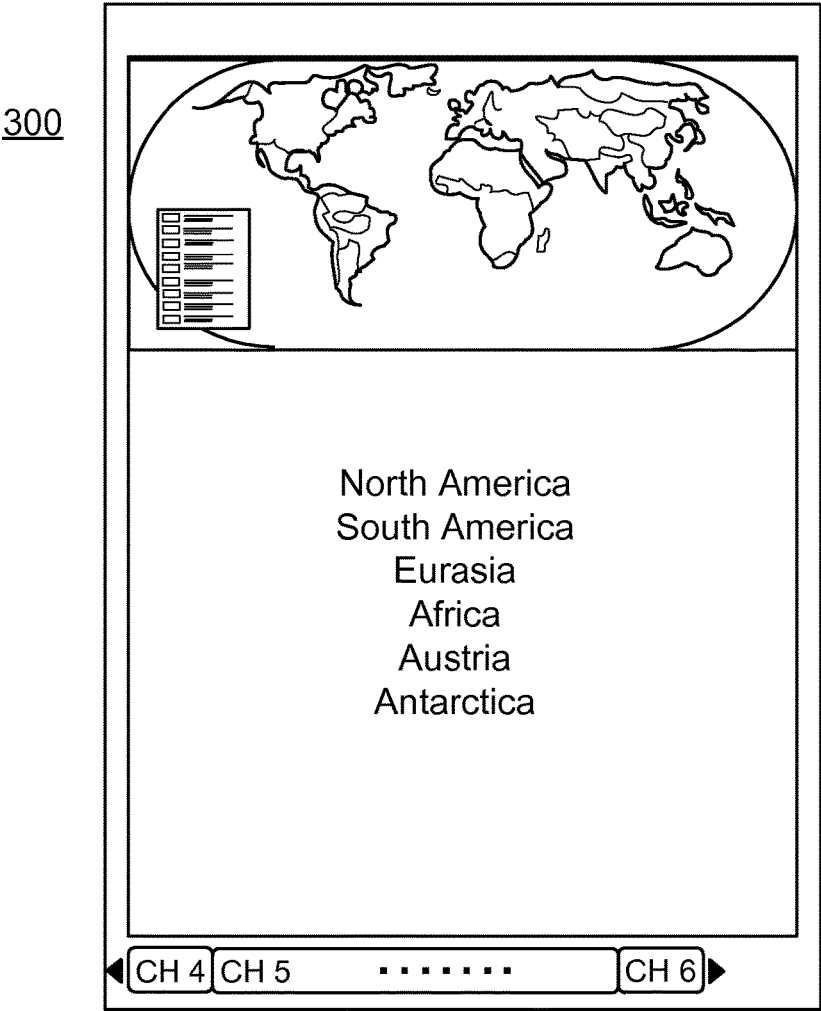 300
North America
South America
Eurasia
Africa
Austria
Antarctica
CH 4 CH 5 ....... CH 6